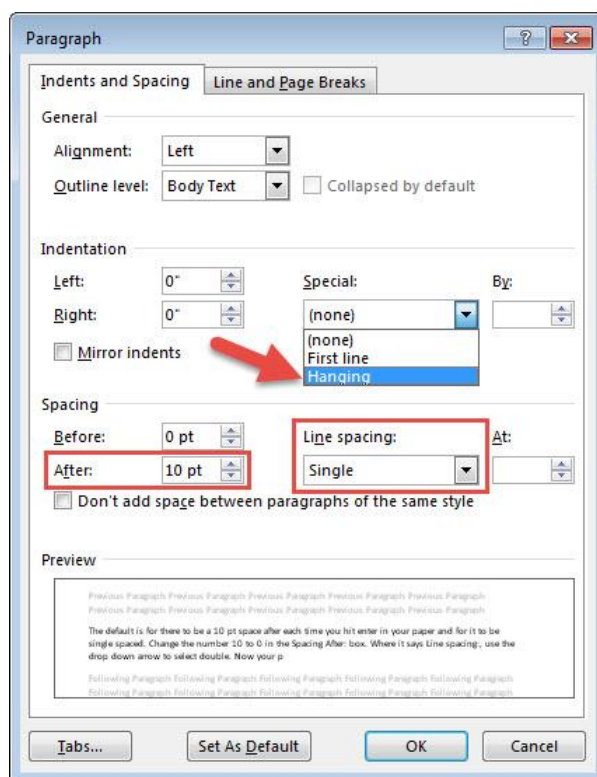 Paragraph
Indents and Spacing Line and Page Breaks
General
Alignment: Left
Outline level: Body Text Collapsed by default
Indentation
Left: 0" Special: By:
Right: 0" (none)
(none)
Mirror indents First line
Hanging
Spacing
Before: 0 pt Line spacing: At:
After: 10 pt Single
Don't add space between paragraphs of the same style
Preview
Previous Paragraph Previous Paragraph Previous Paragraph Previous Paragraph Previous Paragraph
Previous Paragraph Previous Paragraph Previous Paragraph Previous Paragraph Previous Paragraph
The default is for there to be a 10 pt space after each time you hit enter in your paper and for it to be
single spaced. Change the number 10 to 0 in the Spacing After: box. Where it says Line spacing:, use the
drop down arrow to select double. Now your p
Following Paragraph Following Paragraph Following Paragraph Following Paragraph Following Paragraph
Following Paragraph Following Paragraph Following Paragraph Following Paragraph Following Paragraph
Tabs... Set As Default OK Cancel